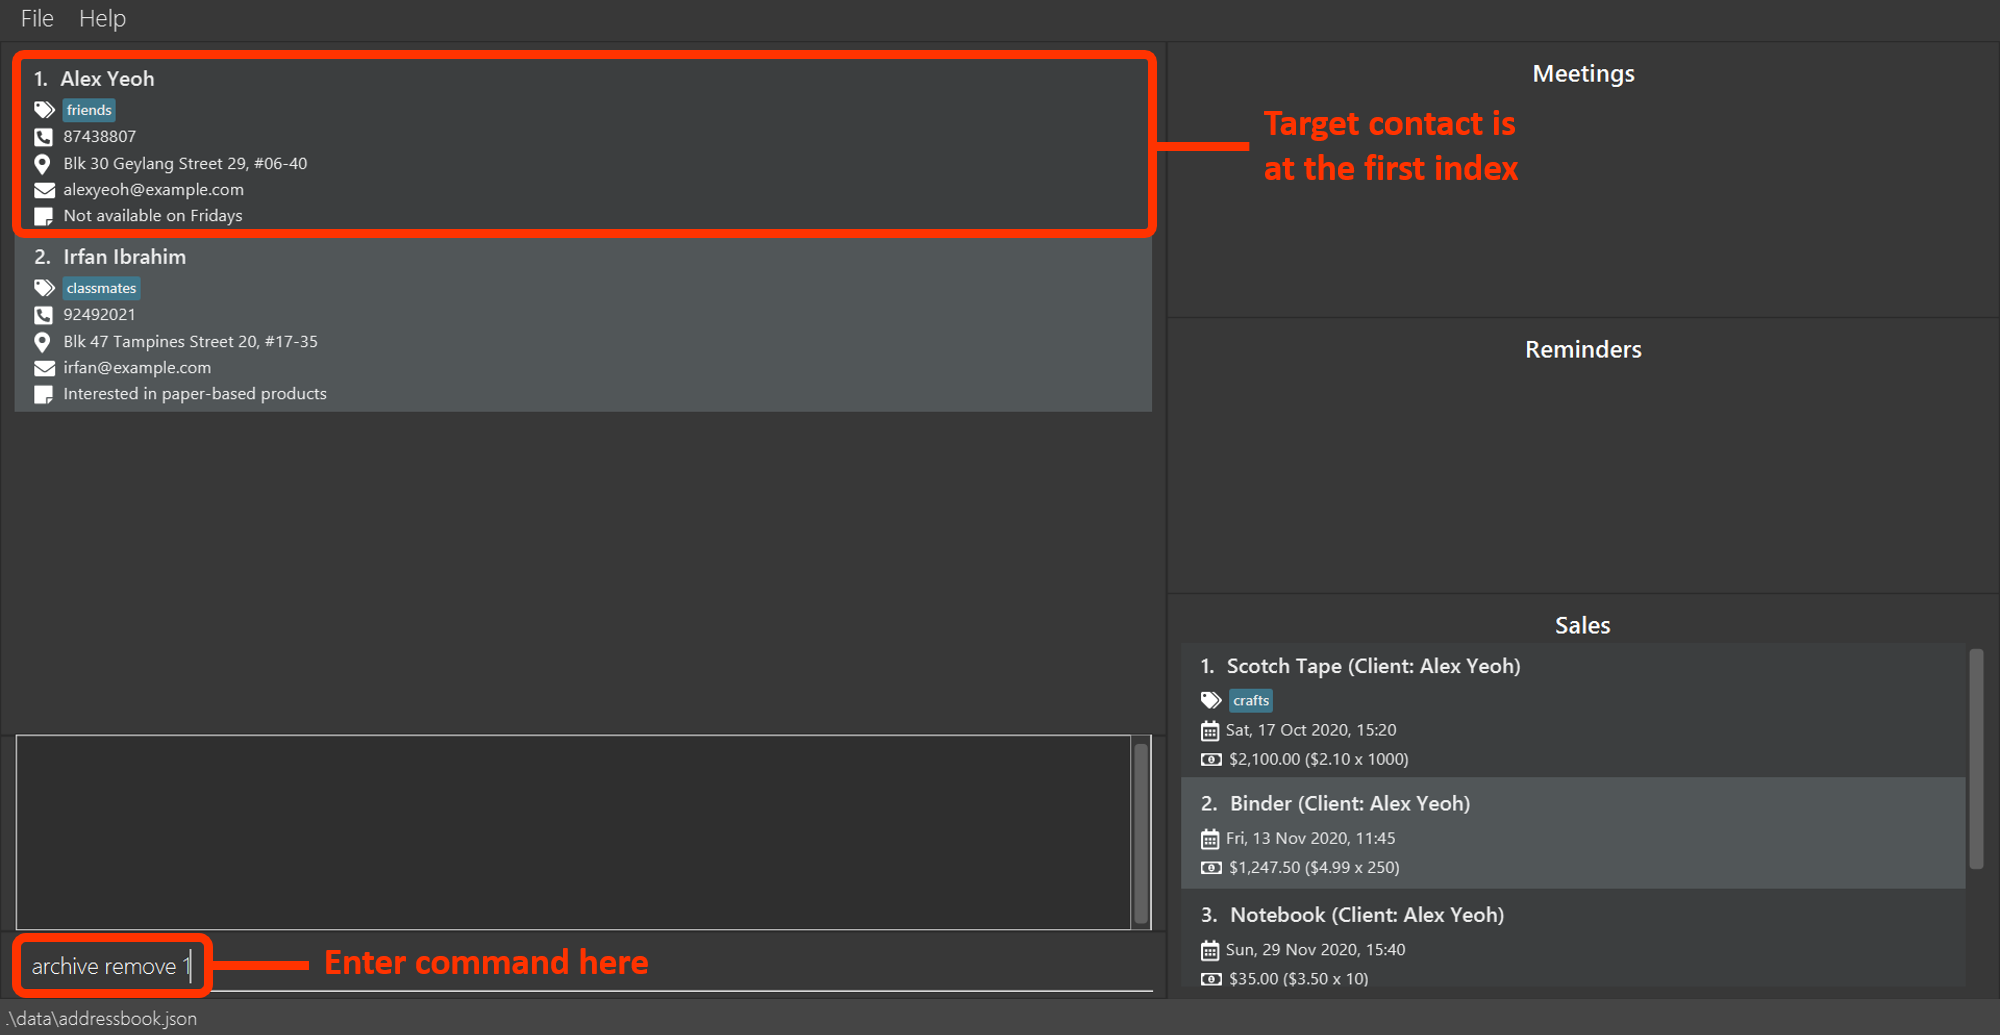 File Help
1. Alex Yeoh
friends
87438807
Blk 30 Geylang Street 29, #06-40
alexyeoh@example.com
Not available on Fridays
2. Irfan Ibrahim
classmates
92492021
Blk 47 Tampines Street 20, #17-35
irfan@example.com
Interested in paper-based products
archive remove 1
Enter command here
Meetings
Target contact is
at the first index
Reminders
Sales
1. Scotch Tape (Client: Alex Yeoh)
crafts
Sat, 17 Oct 2020, 15:20
$2,100.00 ($2.10 x 1000)
2. Binder (Client: Alex Yeoh)
Fri, 13 Nov 2020, 11:45
$1,247.50 ($4.99 x 250)
3. Notebook (Client: Alex Yeoh)
Sun, 29 Nov 2020, 15:40
$35.00 ($3.50 x 10)
.\data\addressbook.json